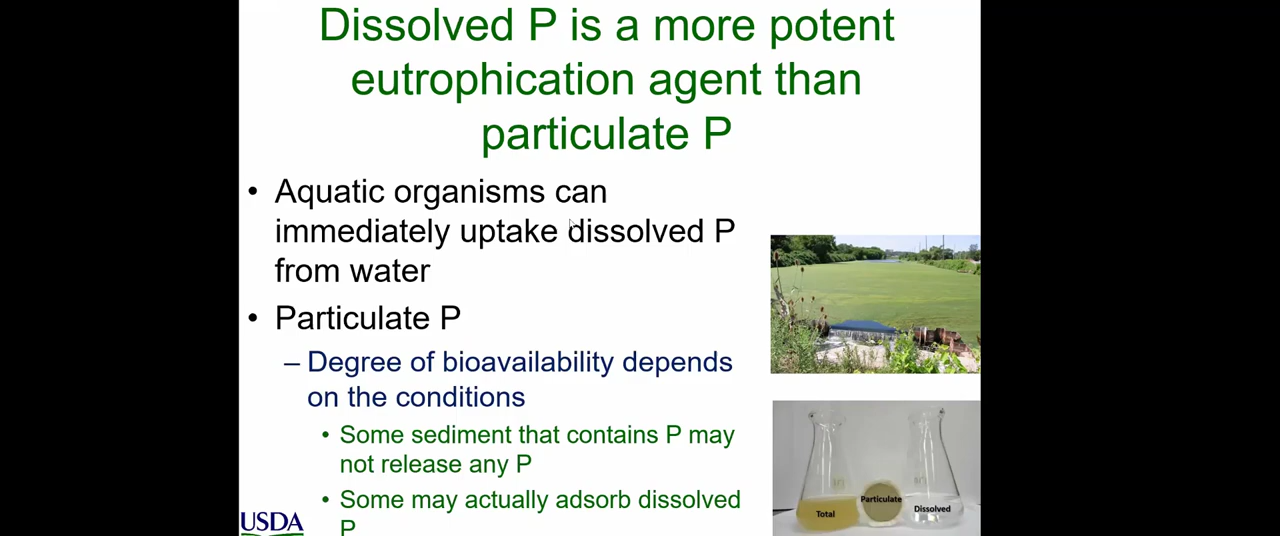 Dissolved P is a more potent
eutrophication agent than
particulate P
• Aquatic organisms can
immediately uptake dissolved P
from water
• Particulate P
– Degree of bioavailability depends
on the conditions
• Some sediment that contains P may
not release any P
• Some may actually adsorb dissolved
P
Total
Particulate
Dissolved
USDA